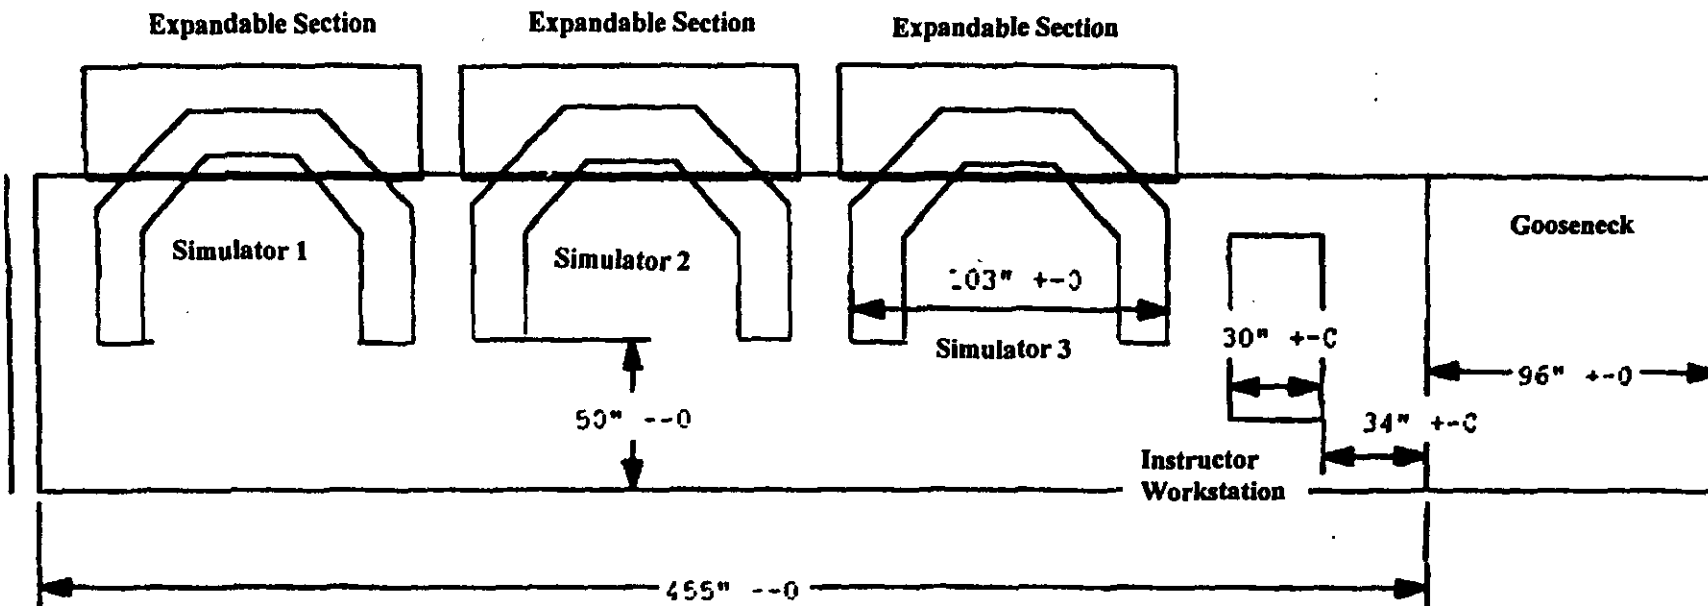 Expandable Section
Expandable Section
Expandable Section
Gooseneck
Simulator 1
Simulator 2
103" +-0
Simulator 3
30" +-0
96" +-0
50" --0
34" +-0
Instructor
Workstation
455" --0